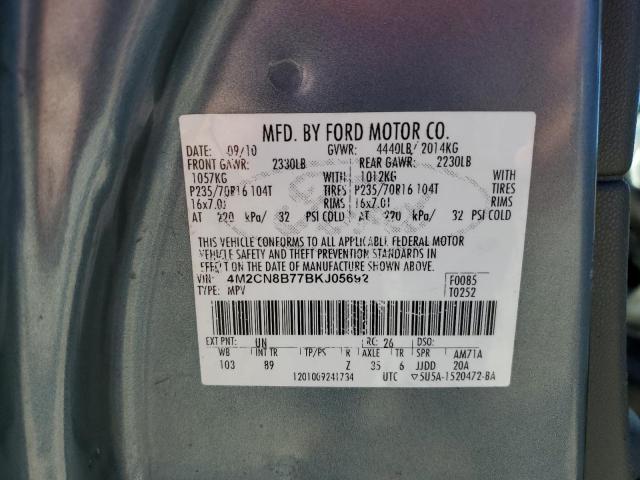 MFD. BY FORD MOTOR CO.
DATE: 09/10 GVWR: 4440LB/ 2014KG
FRONT GAWR: 2330LB REAR GAWR: 2230LB
1057KG WITH 1012KG WITH
P235/70R16 104T TIRES P235/70R16 104T TIRES
16x7.0J RIMS 16x7.0J RIMS
AT 220 kPa/ 32 PSI COLD AT 220 kPa/ 32 PSI COLD
THIS VEHICLE CONFORMS TO ALL APPLICABLE FEDERAL MOTOR
VEHICLE SAFETY AND THEFT PREVENTION STANDARDS IN
EFFECT ON THE DATE OF MANUFACTURE SHOWN ABOVE.
VIN: 4M2CN8B77BKJ05692 F0085
TYPE: MPV T0252
EXT PNT: UN RC: 26 DSO:
WB INT TR TP/PS R AXLE TR SPR AM71A
103 89 Z 35 6 JJDD 20A
UTC ▽5U5A-1520472-BA